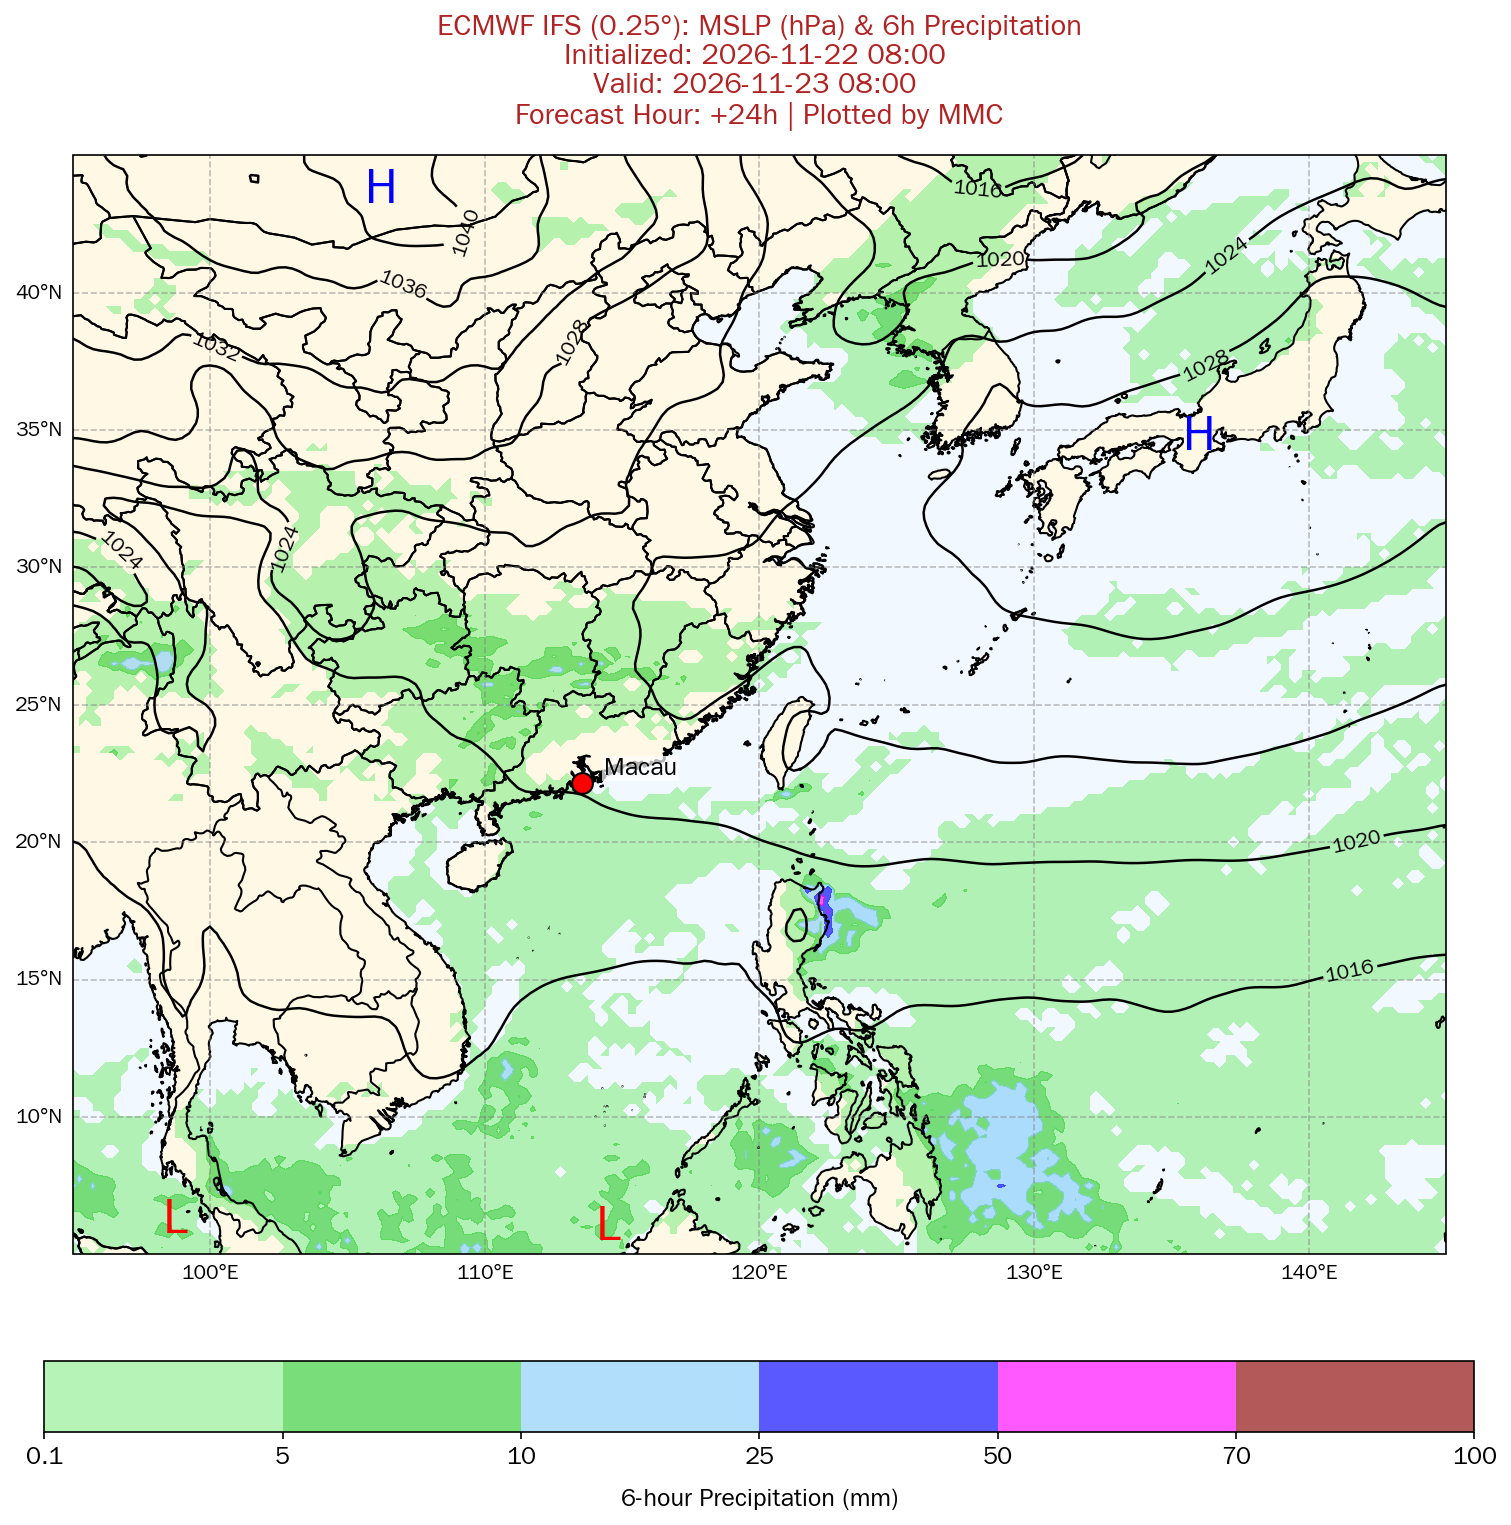 ECMWF IFS (0.25°): MSLP (hPa) & 6h Precipitation
Initialized: 2026-11-22 08:00
Valid: 2026-11-23 08:00
Forecast Hour: +24h | Plotted by MMC
H
1016
1040
1020
1024
1036
40°N
1032
1028
1028
35°N
H
1024
1024
30°N
25°N
Macau
20°N
1020
1016
15°N
10°N
L
L
100°E
110°E
120°E
130°E
140°E
0.1
5
10
25
50
70
100
6-hour Precipitation (mm)